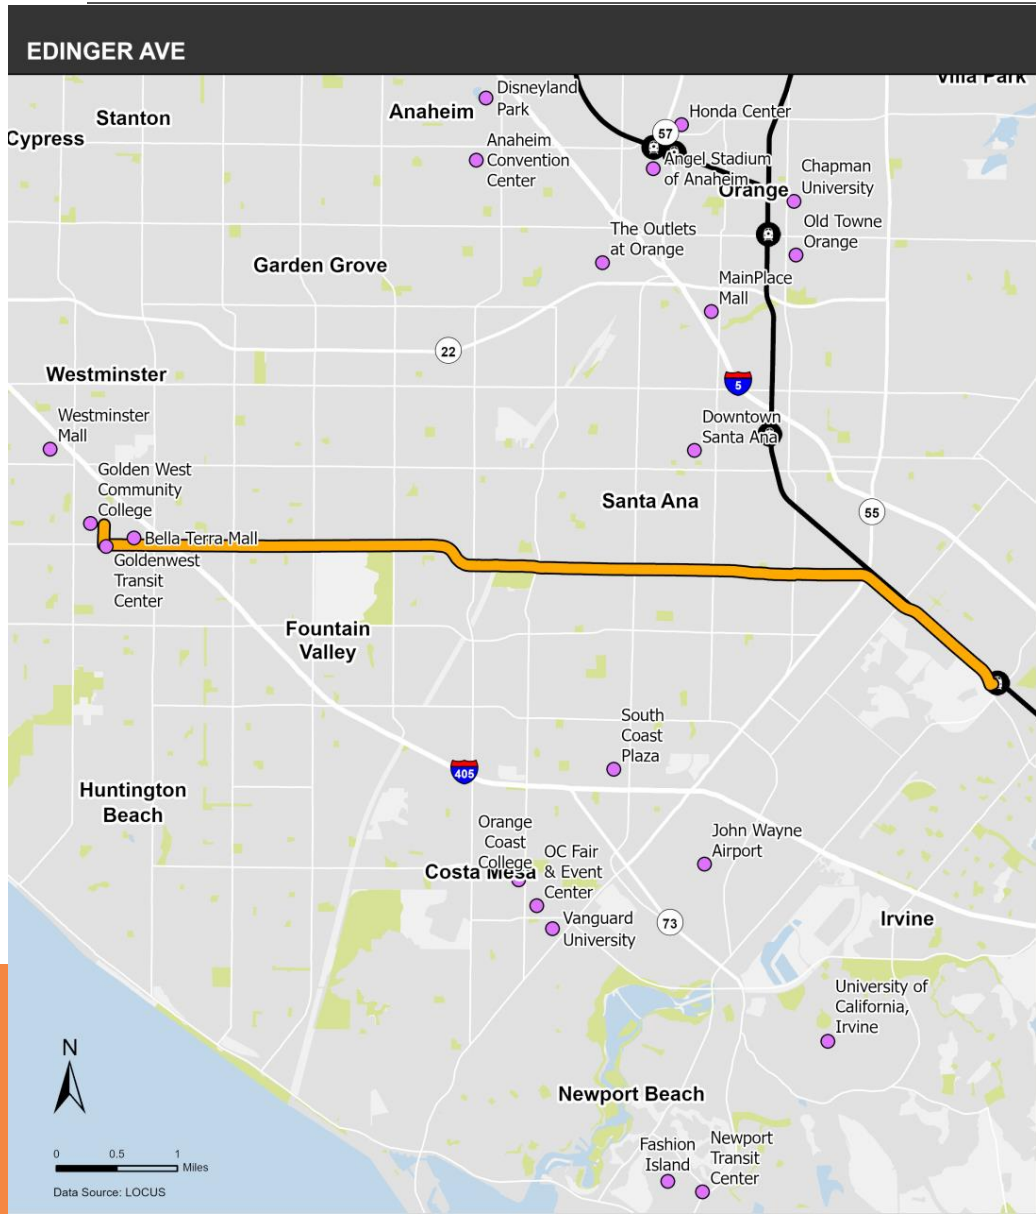 EDINGER AVE
Villa Park
Disneyland
Park
Anaheim
Stanton
Cypress
Honda Center
57
Anaheim
Convention
Center
Angel Stadium
of Anaheim
Orange
Chapman
University
Old Towne
Orange
The Outlets
at Orange
Garden Grove
MainPlace
Mall
22
5
Westminster
Westminster
Mall
Downtown
Santa Ana
Golden West
Community
College
Santa Ana
55
Bella Terra Mall
Goldenwest
Transit
Center
Fountain
Valley
South
Coast
Plaza
405
Huntington
Beach
Orange
Coast
College
OC Fair
& Event
Center
John Wayne
Airport
Costa Mesa
Vanguard
University
73
Irvine
University of
California,
Irvine
N
Newport Beach
Fashion
Island
Newport
Transit
Center
0 0.5 1
Miles
Data Source: LOCUS